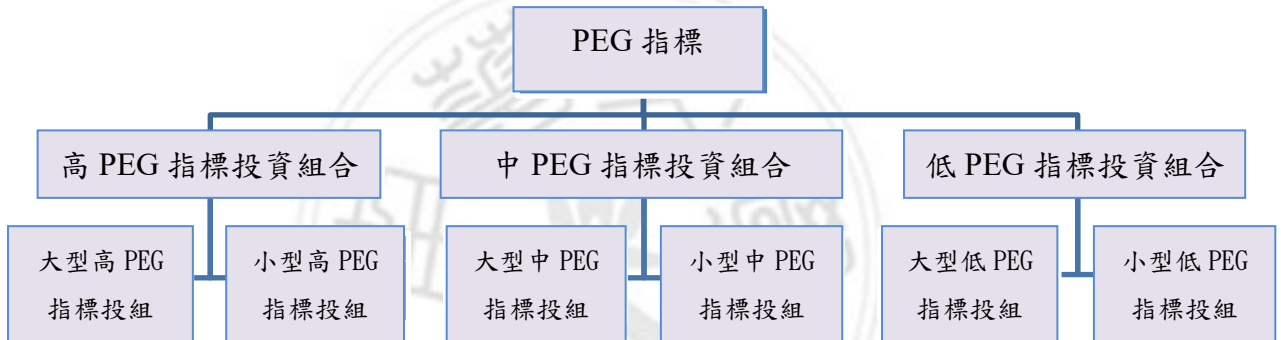 PEG 指標
高 PEG 指標投資組合
中 PEG 指標投資組合
低 PEG 指標投資組合
大型高 PEG
指標投組
小型高 PEG
指標投組
大型中 PEG
指標投組
小型中 PEG
指標投組
大型低 PEG
指標投組
小型低 PEG
指標投組